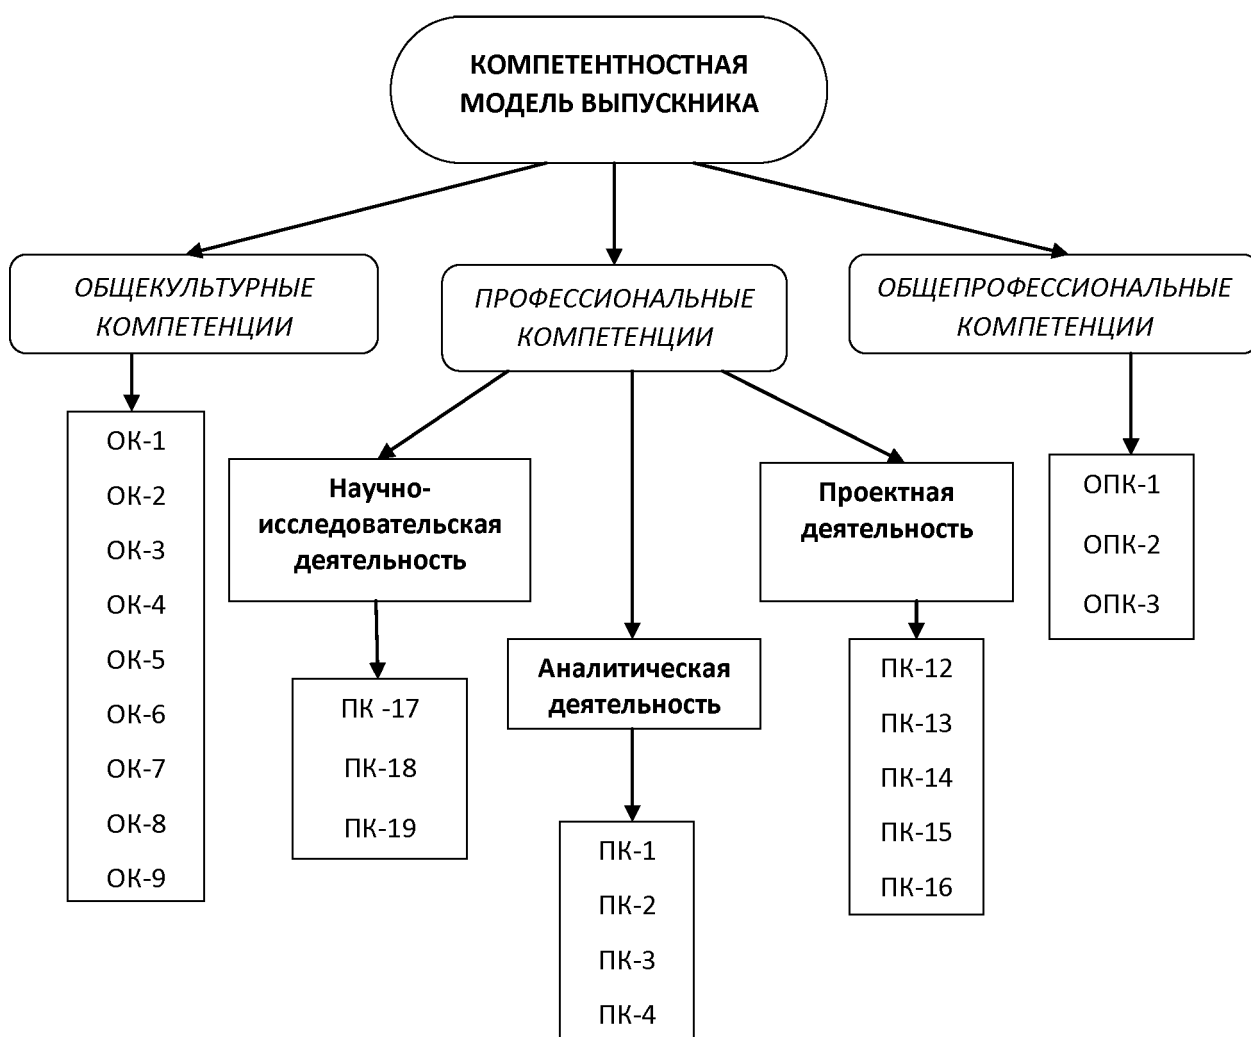 КОМПЕТЕНТНОСТНАЯ
МОДЕЛЬ ВЫПУСКНИКА
ОБЩЕКУЛЬТУРНЫЕ
КОМПЕТЕНЦИИ
ПРОФЕССИОНАЛЬНЫЕ
КОМПЕТЕНЦИИ
ОБЩЕПРОФЕССИОНАЛЬНЫЕ
КОМПЕТЕНЦИИ
ОК-1
ОК-2
ОК-3
ОК-4
ОК-5
ОК-6
ОК-7
ОК-8
ОК-9
Научно-
исследовательская
деятельность
ПК -17
ПК-18
ПК-19
Аналитическая
деятельность
ПК-1
ПК-2
ПК-3
ПК-4
Проектная
деятельность
ПК-12
ПК-13
ПК-14
ПК-15
ПК-16
ОПК-1
ОПК-2
ОПК-3